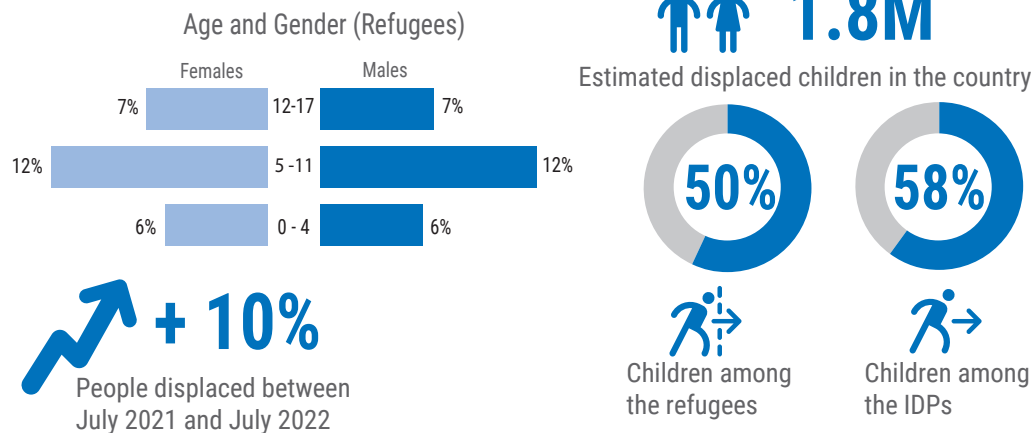 Age and Gender (Refugees)
Females Males
7% 12-17 7%
12% 5 -11 12%
6% 0 - 4 6%
+ 10%
People displaced between
July 2021 and July 2022
1.8M
Estimated displaced children in the country
50% 58%
Children among
the refugees
Children among
the IDPs